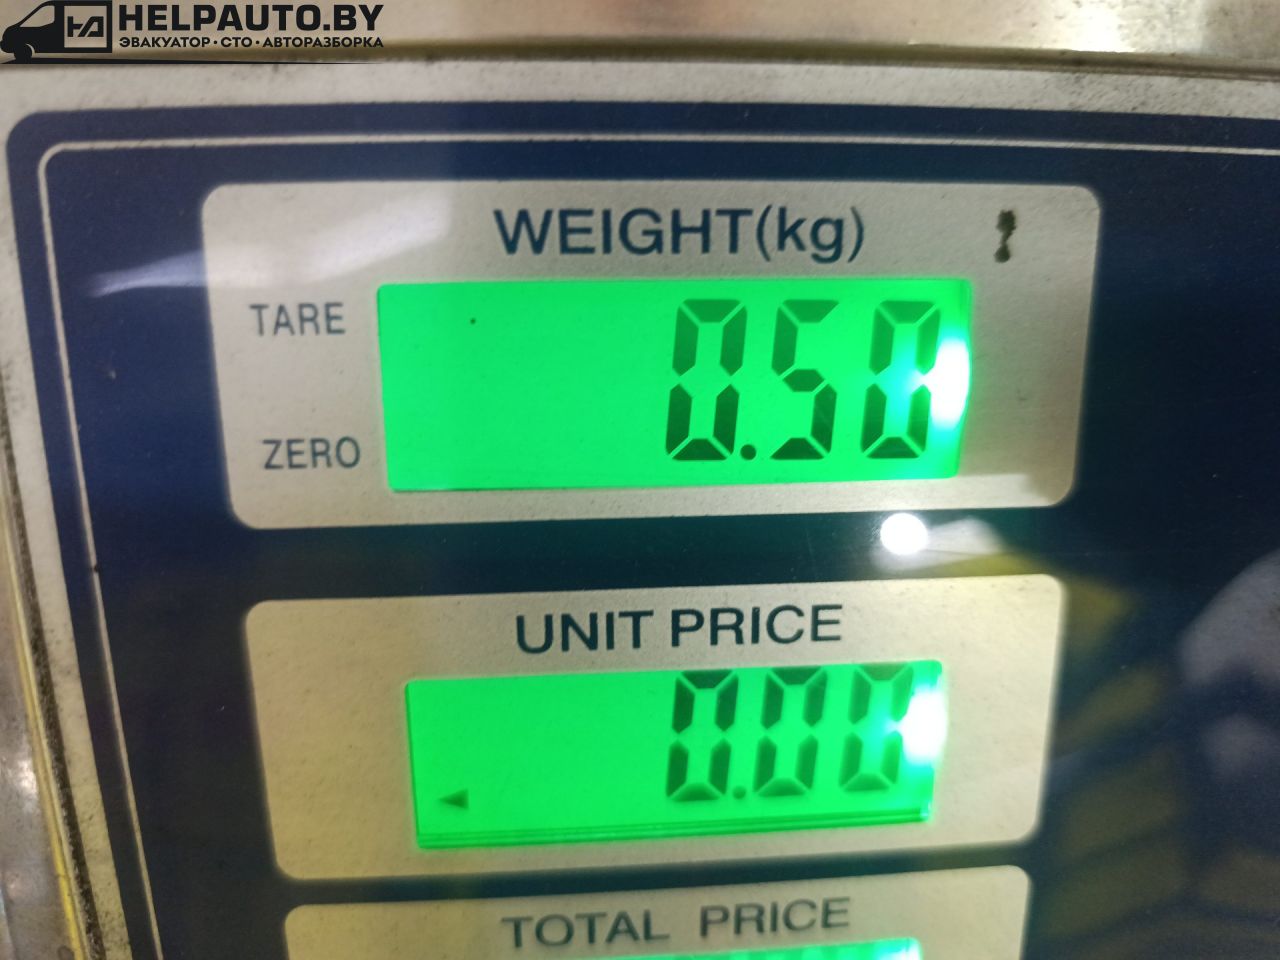 HELPAUTO.BY
ЭВАКУАТОР · СТО · АВТОРАЗБОРКА
WEIGHT(kg)
TARE
0.50
ZERO
UNIT PRICE
0.00
TOTAL PRICE